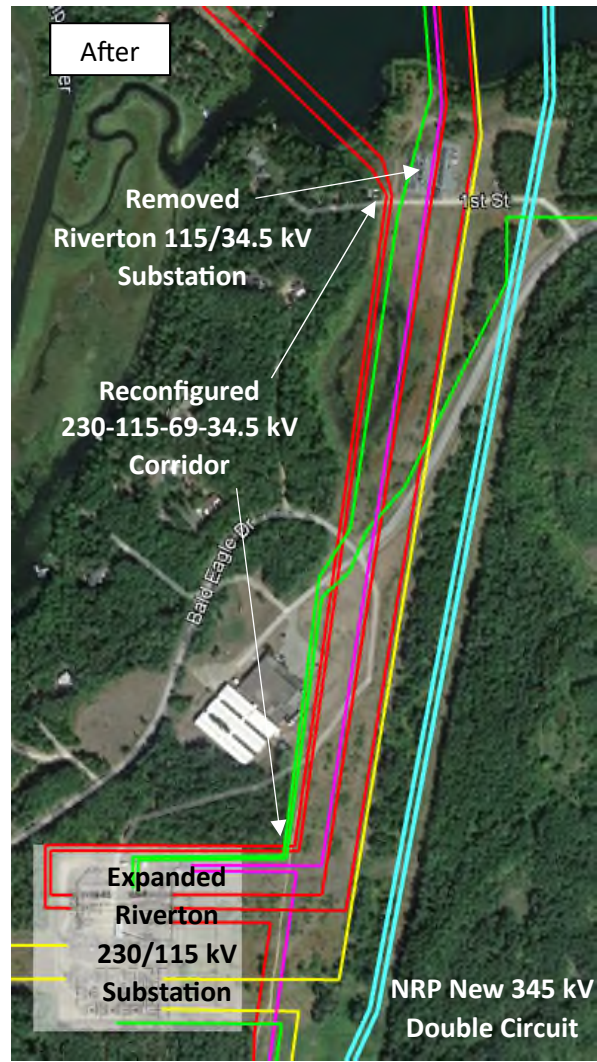 After
Removed
Riverton 115/34.5 kV
Substation
1st St
Reconfigured
230-115-69-34.5 kV
Corridor
Bald Eagle Dr
Expanded
Riverton
230/115 kV
Substation
NRP New 345 kV
Double Circuit